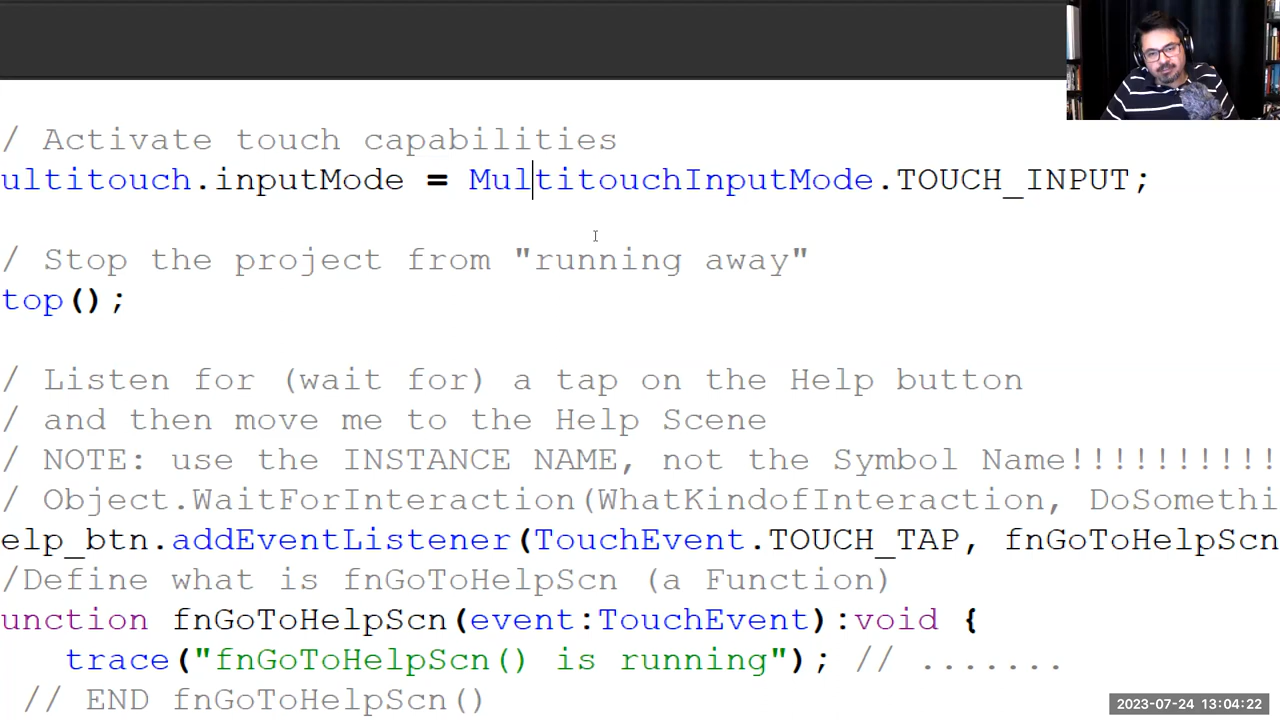 / Activate touch capabilities
ultitouch.inputMode = MultitouchInputMode.TOUCH_INPUT;
/ Stop the project from "running away"
top();
/ Listen for (wait for) a tap on the Help button
/ and then move me to the Help Scene
/ NOTE: use the INSTANCE NAME, not the Symbol Name!!!!!!!!!!
/ Object.WaitForInteraction(WhatKindofInteraction, DoSomethi
elp_btn.addEventListener(TouchEvent.TOUCH_TAP, fnGoToHelpScn
/Define what is fnGoToHelpScn (a Function)
unction fnGoToHelpScn(event:TouchEvent):void {
trace("fnGoToHelpScn() is running"); // .......
// END fnGoToHelpScn()
2023-07-24 13:04:22